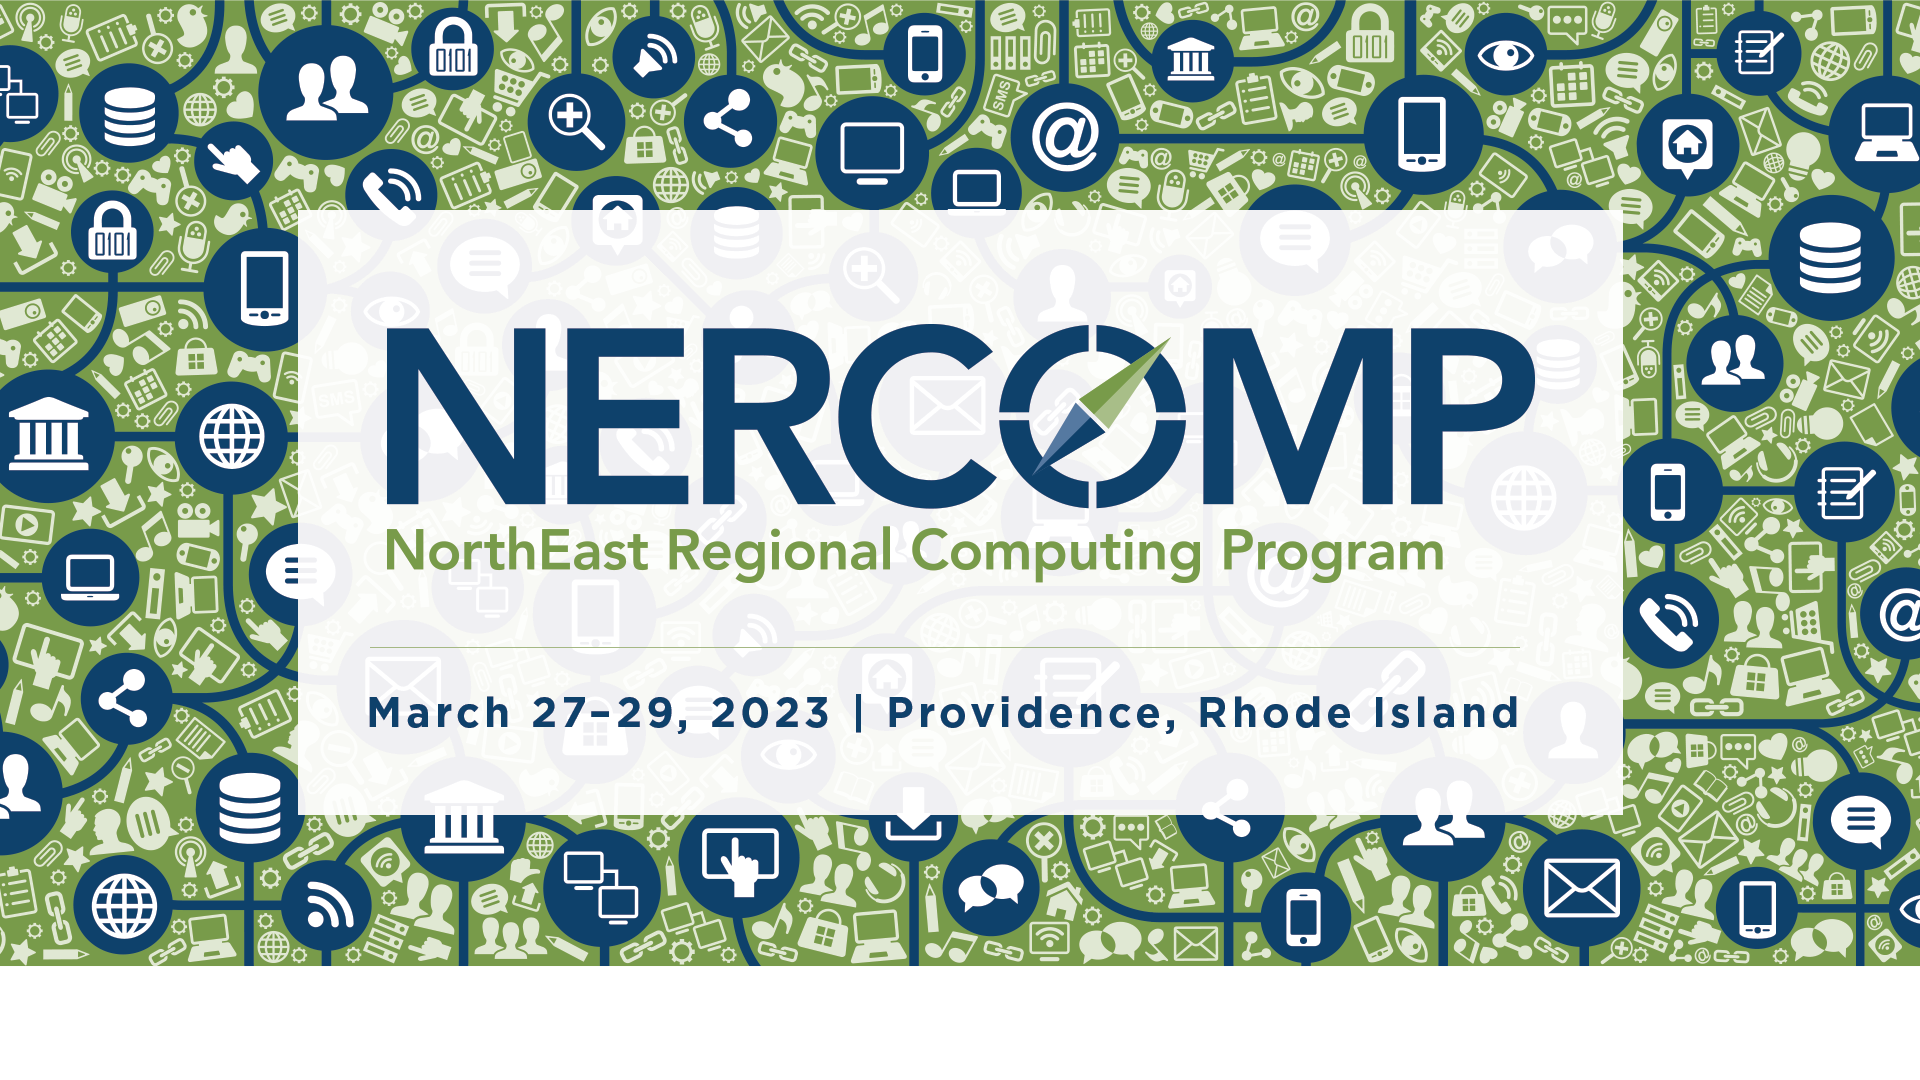 NERCOMP
NorthEast Regional Computing Program
March 27–29, 2023 | Providence, Rhode Island